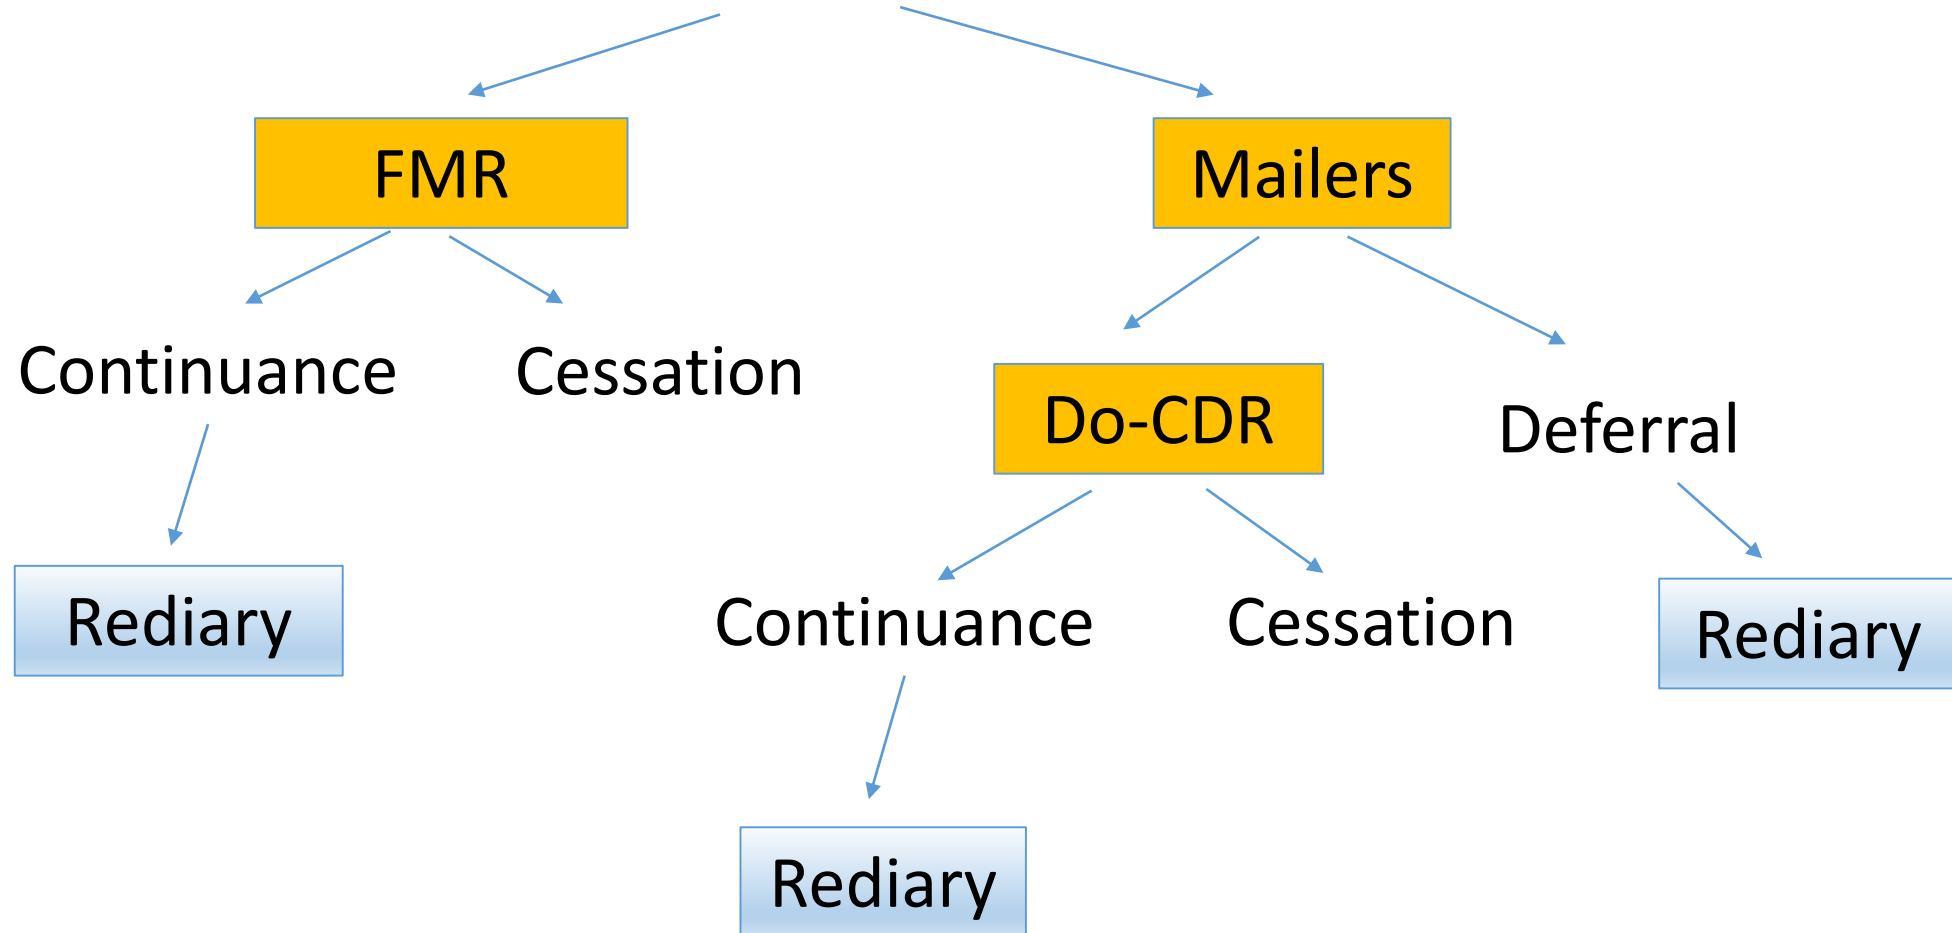 FMR
Mailers
Continuance
Cessation
Do-CDR
Deferral
Rediary
Continuance
Cessation
Rediary
Rediary